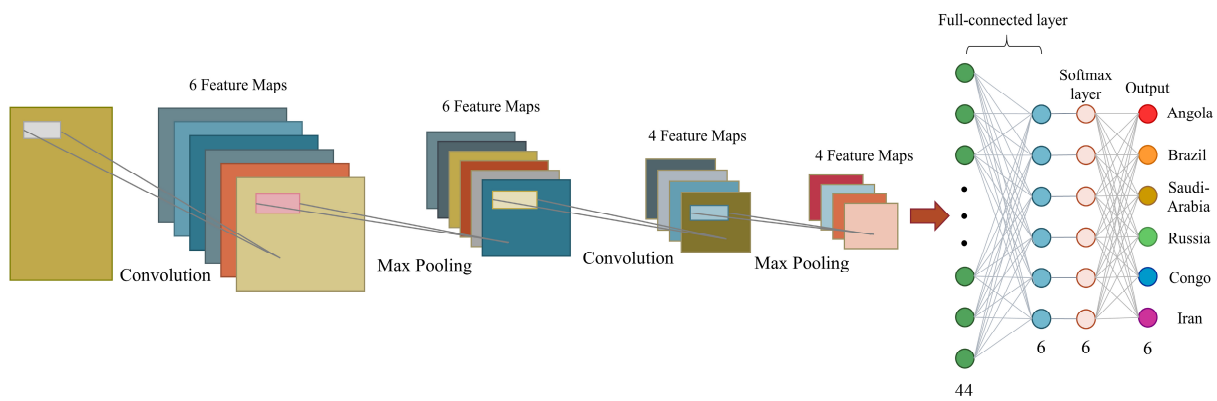 Full-connected layer
6 Feature Maps
6 Feature Maps
4 Feature Maps
4 Feature Maps
Convolution
Max Pooling
Convolution
Max Pooling
Softmax
layer
Output
Angola
Brazil
Saudi-
Arabia
Russia
Congo
Iran
6
6
6
44